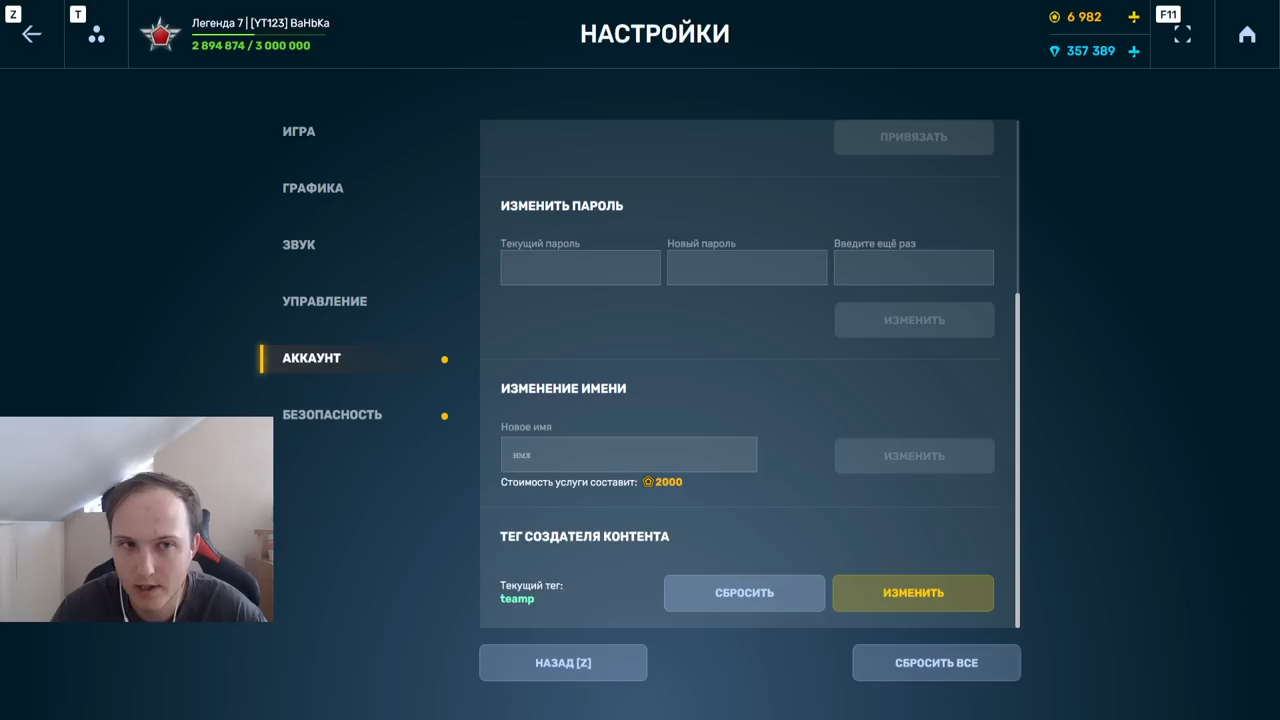 Z
T
Легенда 7 | [YT123] BaHbKa
2 894 874 / 3 000 000
НАСТРОЙКИ
6 982
357 389
F11
ИГРА
ГРАФИКА
ЗВУК
УПРАВЛЕНИЕ
АККАУНТ
БЕЗОПАСНОСТЬ
ПРИВЯЗАТЬ
ИЗМЕНИТЬ ПАРОЛЬ
Текущий пароль Новый пароль Введите ещё раз
ИЗМЕНИТЬ
ИЗМЕНЕНИЕ ИМЕНИ
Новое имя
имя
ИЗМЕНИТЬ
Стоимость услуги составит: 2000
ТЕГ СОЗДАТЕЛЯ КОНТЕНТА
Текущий тег:
teamp
СБРОСИТЬ
ИЗМЕНИТЬ
НАЗАД [Z]
СБРОСИТЬ ВСЕ